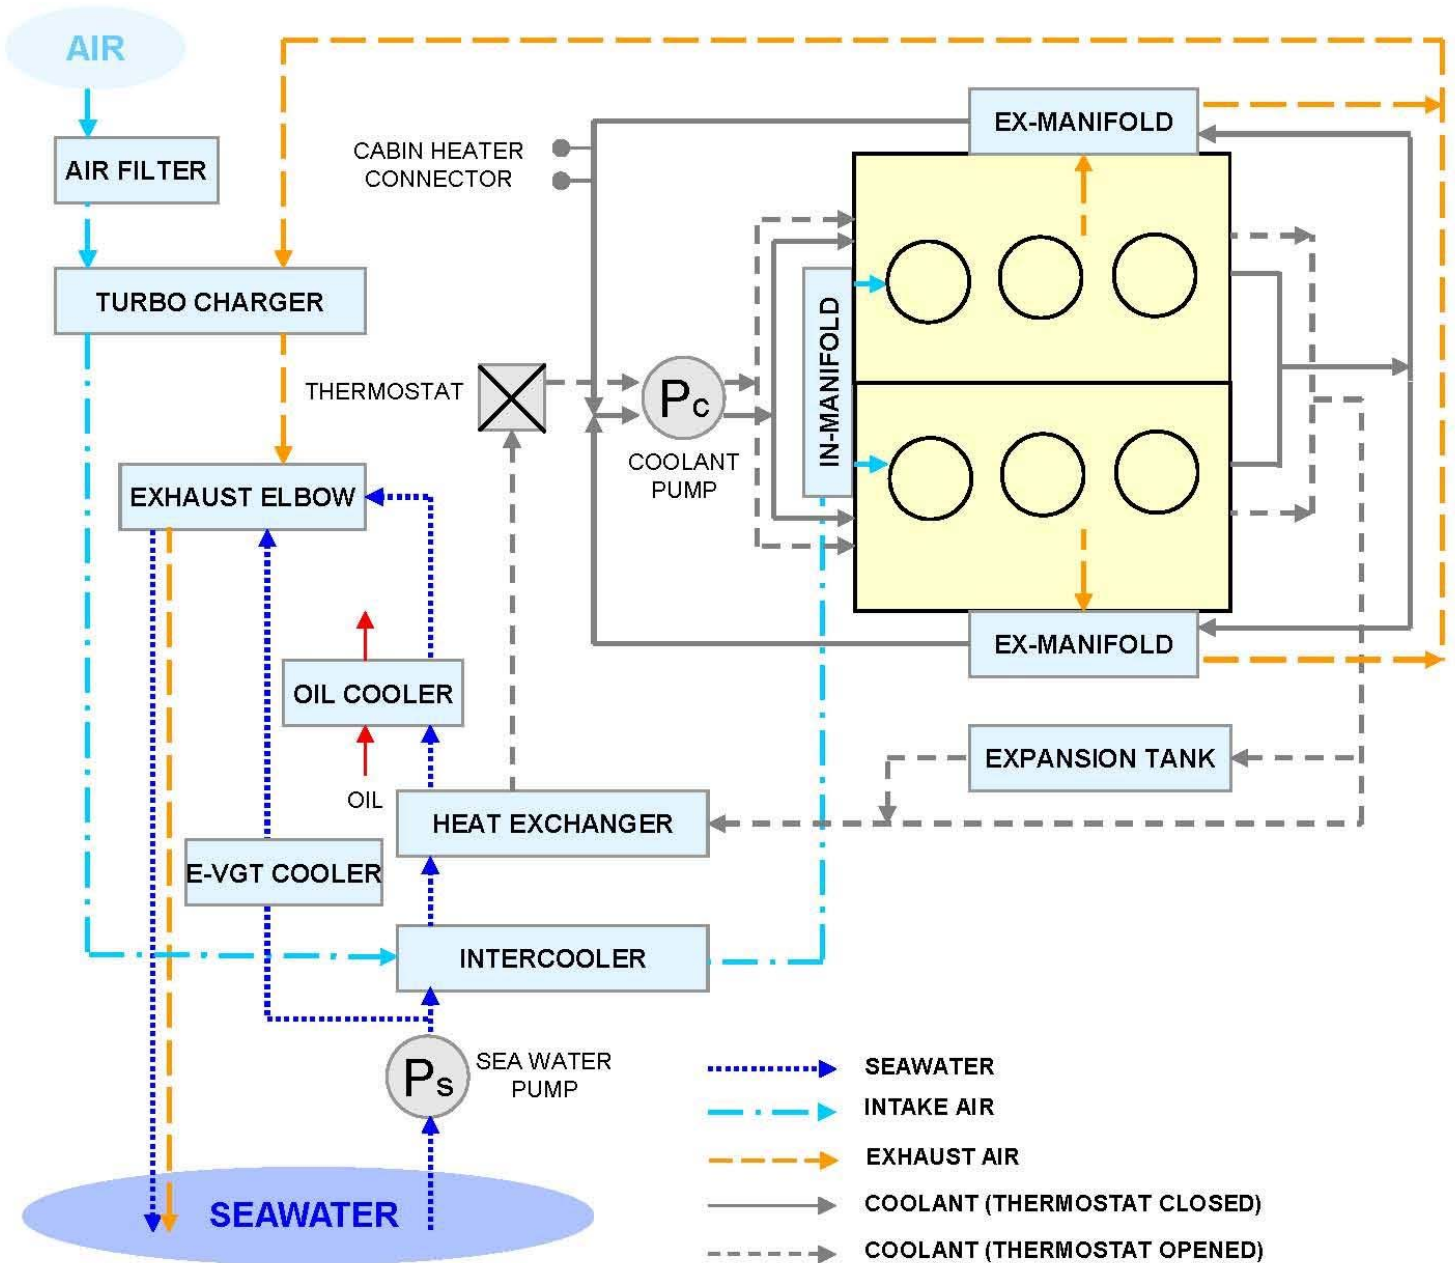 AIR
AIR FILTER
TURBO CHARGER
CABIN HEATER
CONNECTOR
EX-MANIFOLD
IN-MANIFOLD
THERMOSTAT
Pc
COOLANT
PUMP
EXHAUST ELBOW
EX-MANIFOLD
OIL COOLER
OIL
EXPANSION TANK
HEAT EXCHANGER
E-VGT COOLER
INTERCOOLER
Ps
SEA WATER
PUMP
SEAWATER
SEAWATER
INTAKE AIR
EXHAUST AIR
COOLANT (THERMOSTAT CLOSED)
COOLANT (THERMOSTAT OPENED)